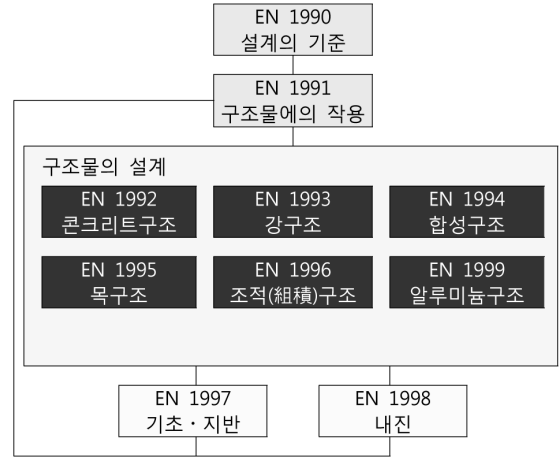 EN 1990
설계의 기준
EN 1991
구조물에의 작용
구조물의 설계
EN 1992
콘크리트구조
EN 1993
강구조
EN 1994
합성구조
EN 1995
목구조
EN 1996
조적(組積)구조
EN 1999
알루미늄구조
EN 1997
기초·지반
EN 1998
내진